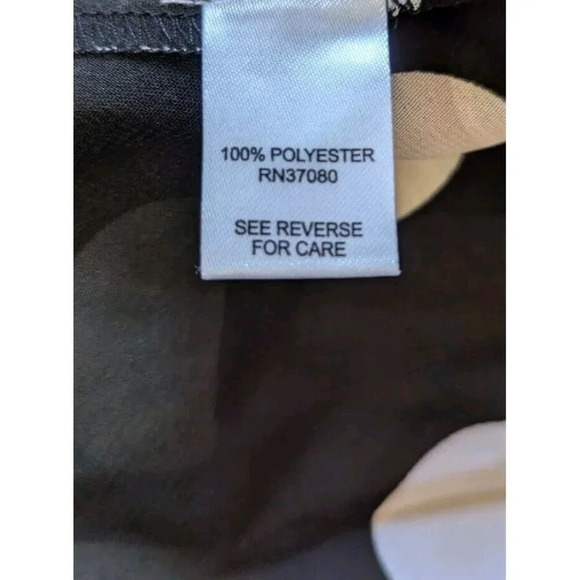 100% POLYESTER
RN37080
SEE REVERSE
FOR CARE